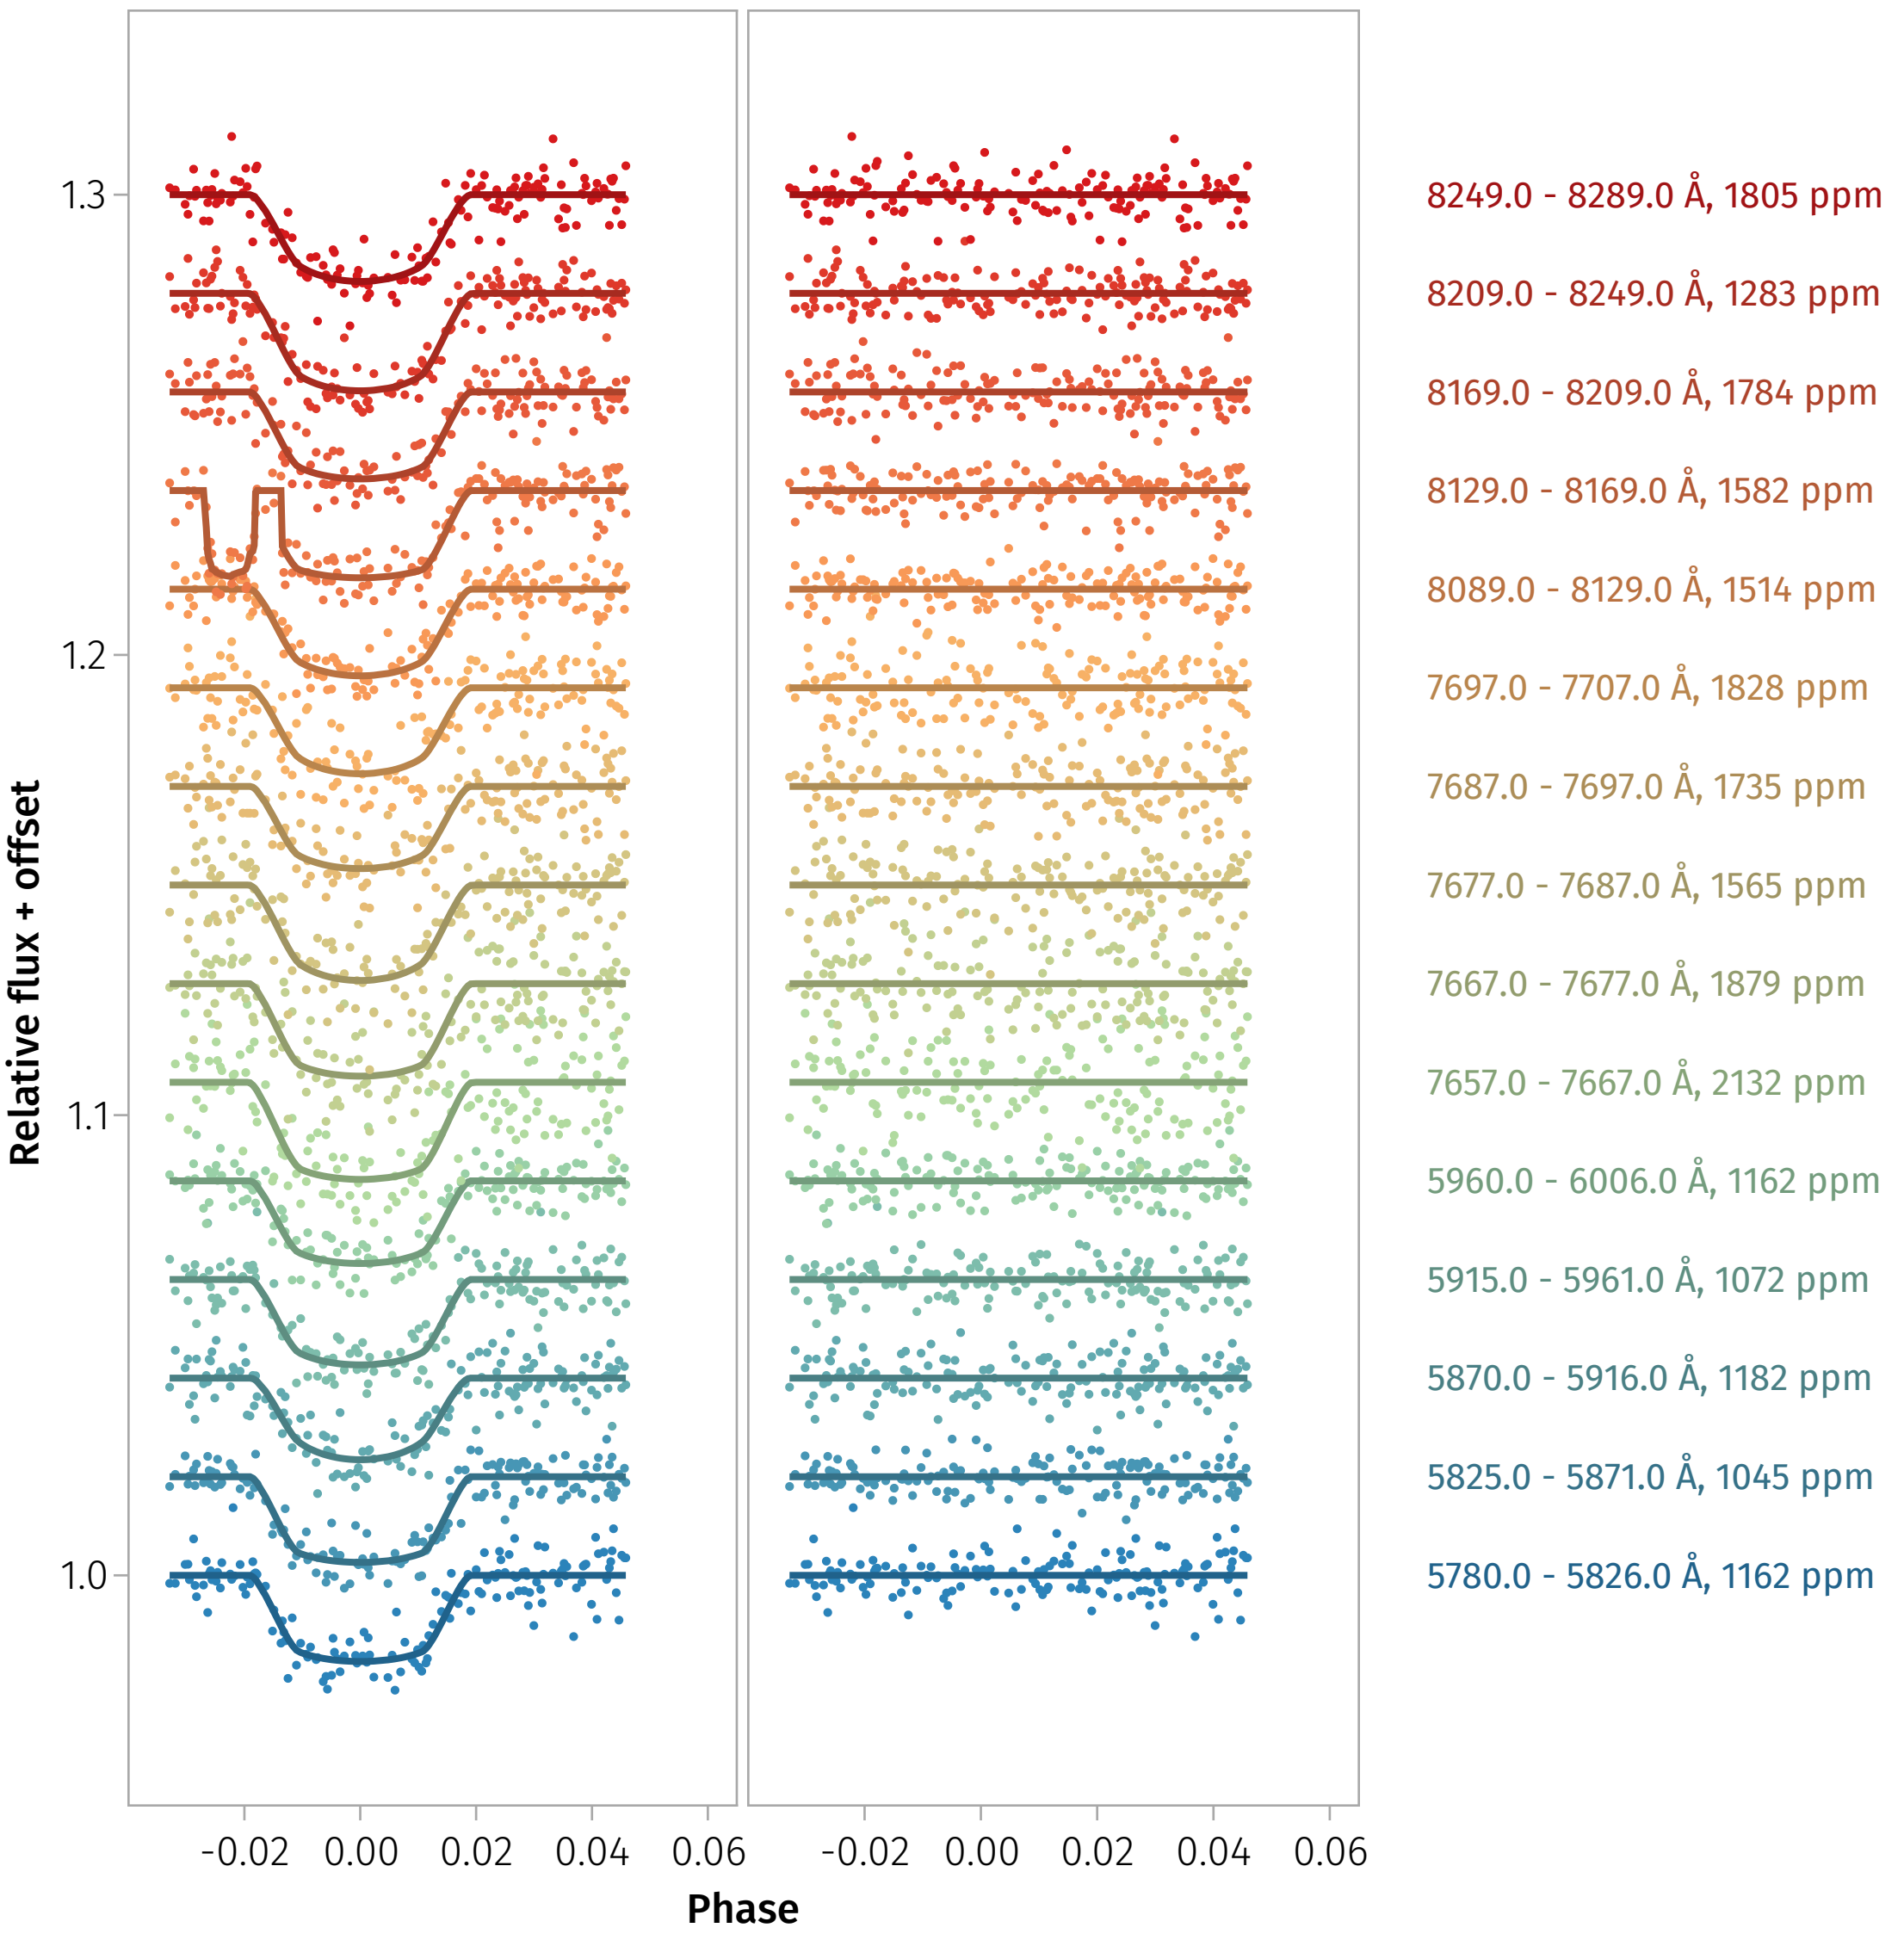 Relative flux + offset
1.3
1.2
1.1
1.0
-0.02 0.00 0.02 0.04 0.06
-0.02 0.00 0.02 0.04 0.06
Phase
8249.0 - 8289.0 Å, 1805 ppm
8209.0 - 8249.0 Å, 1283 ppm
8169.0 - 8209.0 Å, 1784 ppm
8129.0 - 8169.0 Å, 1582 ppm
8089.0 - 8129.0 Å, 1514 ppm
7697.0 - 7707.0 Å, 1828 ppm
7687.0 - 7697.0 Å, 1735 ppm
7677.0 - 7687.0 Å, 1565 ppm
7667.0 - 7677.0 Å, 1879 ppm
7657.0 - 7667.0 Å, 2132 ppm
5960.0 - 6006.0 Å, 1162 ppm
5915.0 - 5961.0 Å, 1072 ppm
5870.0 - 5916.0 Å, 1182 ppm
5825.0 - 5871.0 Å, 1045 ppm
5780.0 - 5826.0 Å, 1162 ppm